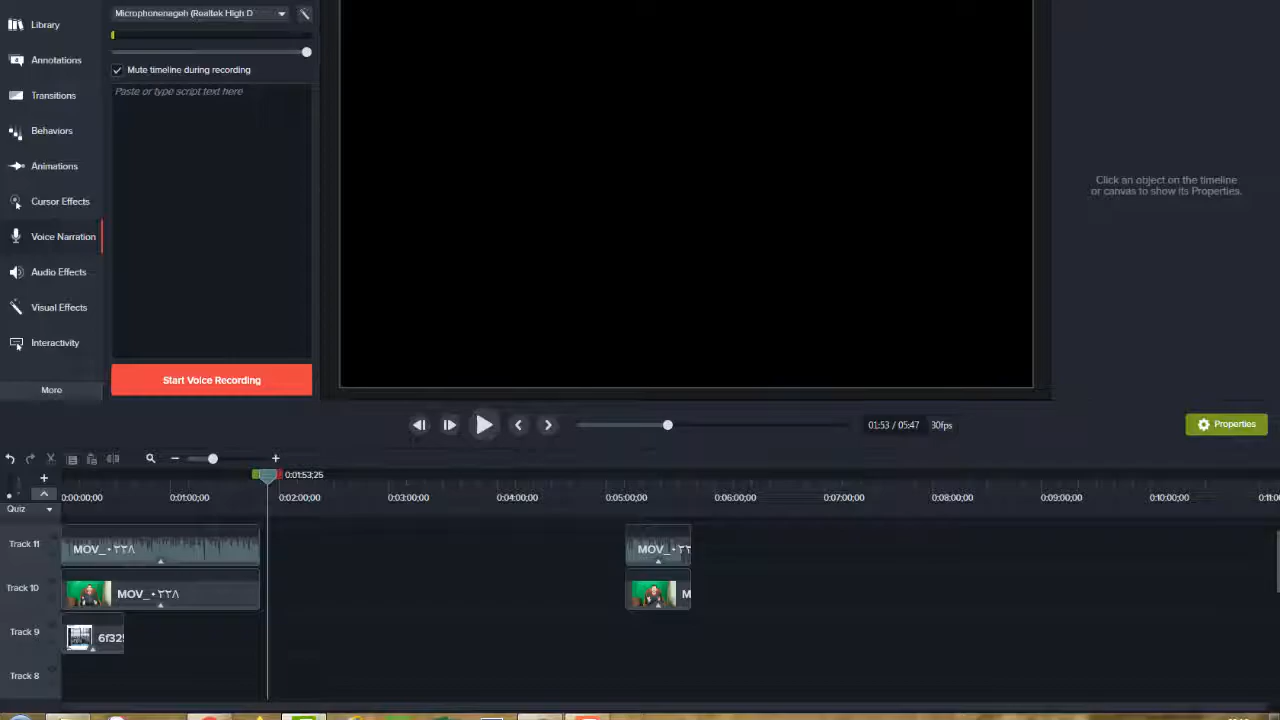 Library
Annotations
Transitions
Behaviors
Animations
Cursor Effects
Voice Narration
Audio Effects
Visual Effects
Interactivity
More
Microphonenageh (Realtek High D
Mute timeline during recording
Paste or type script text here
Start Voice Recording
Click an object on the timeline
or canvas to show its Properties.
01:53 / 05:47 30fps
Properties
0:01:53;25
0:00:00;00 0:01:00;00 0:02:00;00 0:03:00;00 0:04:00;00 0:05:00;00 0:06:00;00 0:07:00;00 0:08:00;00 0:09:00;00 0:10:00;00 0:11:0
Quiz
Track 11
MOV_٠٢٣٨
MOV_٠٢٣
Track 10
MOV_٠٢٣٨
M
Track 9
6f325
Track 8